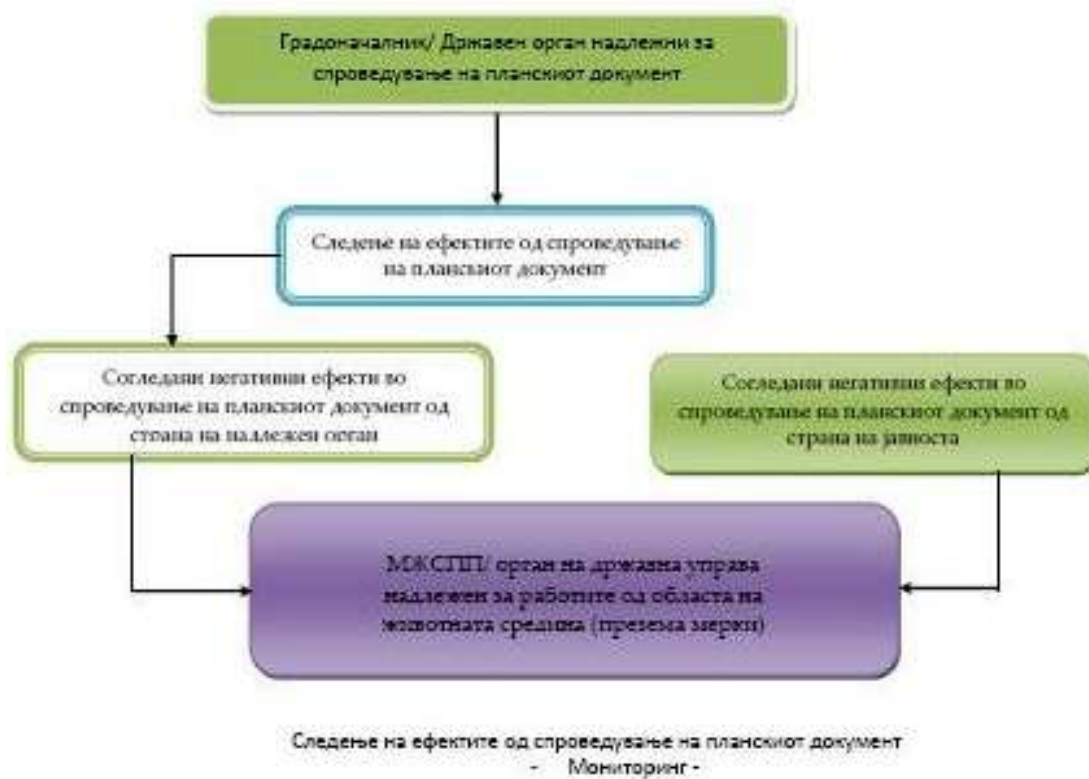 Градоначалник/ Државен орган надлежни за
спроведување на планскиот документ
Следење на ефектите од спроведување
на планскиот документ
Согледани негативни ефекти во
спроведување на планскиот документ од
страна на надлежен орган
Согледани негативни ефекти во
спроведување на планскиот документ од
страна на јавноста
МЖСПП/ орган на државна управа
надлежен за работите од областа на
животната средина (презема мерки)
Следење на ефектите од спроведување на планскиот документ
- Мониторинг -